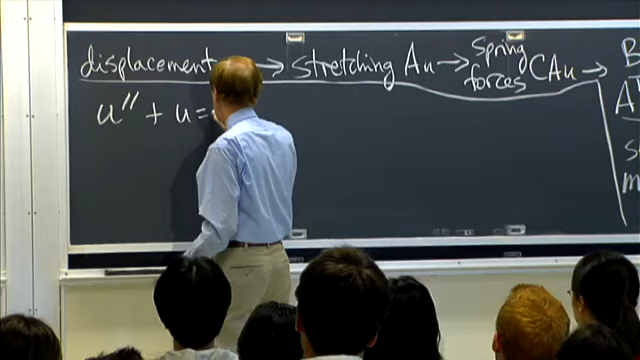 displacement → stretching Au → spring forces CAu →
B
A
s
m
u'' + u =